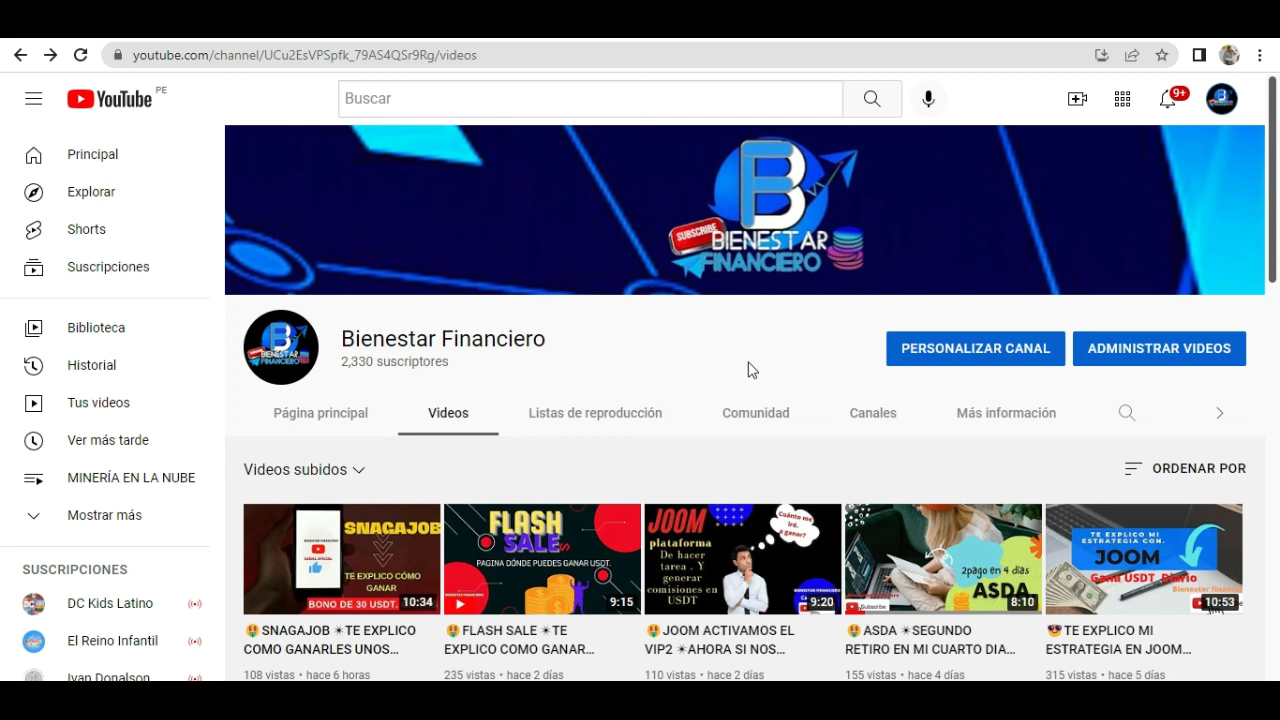 youtube.com/channel/UCu2EsVPSpfk_79AS4QSr9Rg/videos
YouTube PE
Buscar
9+
Principal
Explorar
Shorts
Suscripciones
Biblioteca
Historial
Tus videos
Ver más tarde
MINERÍA EN LA NUBE
Mostrar más
SUSCRIPCIONES
DC Kids Latino
El Reino Infantil
Ivan Donalson
SUBSCRIBE
BIENESTAR
FINANCIERO
Bienestar Financiero
2,330 suscriptores
PERSONALIZAR CANAL
ADMINISTRAR VIDEOS
Página principal
Videos
Listas de reproducción
Comunidad
Canales
Más información
Videos subidos
ORDENAR POR
SNAGAJOB
TE EXPLICO CÓMO
GANAR
BONO DE 30 USDT.
10:34
🤑SNAGAJOB ☀TE EXPLICO
COMO GANARLES UNOS...
108 vistas • hace 6 horas
FLASH
SALE
PAGINA DÓNDE PUEDES GANAR USDT.
9:15
🤑FLASH SALE ☀TE
EXPLICO COMO GANAR...
235 vistas • hace 2 días
JOOM
plataforma
De hacer
tarea . Y
generar
comisiones en
USDT
Cuánto me
iré.
a ganar?
9:20
🤑JOOM ACTIVAMOS EL
VIP2 ☀AHORA SI NOS...
110 vistas • hace 2 días
2pago en 4 días
ASDA
Subscribe
8:10
🤑ASDA ☀SEGUNDO
RETIRO EN MI CUARTO DIA...
155 vistas • hace 4 días
TE EXPLICO MI
ESTRATEGIA CON.
JOOM
Gana USDT Diario
10:53
😎TE EXPLICO MI
ESTRATEGIA EN JOOM...
315 vistas • hace 5 días